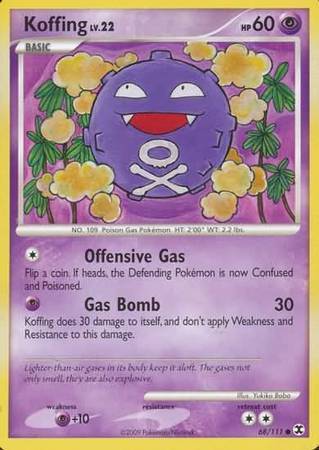 Koffing LV.22 HP 60
BASIC
NO. 109 Poison Gas Pokémon. HT: 2'00" WT: 2.2 lbs.
Offensive Gas
Flip a coin. If heads, the Defending Pokémon is now Confused
and Poisoned.
Gas Bomb 30
Koffing does 30 damage to itself, and don't apply Weakness and
Resistance to this damage.
Lighter-than-air gases in its body keep it aloft. The gases not
only smell, they are also explosive.
Illus. Yukiko Baba
weakness resistance retreat cost
+10
©2009 Pokémon/Nintendo 68/111